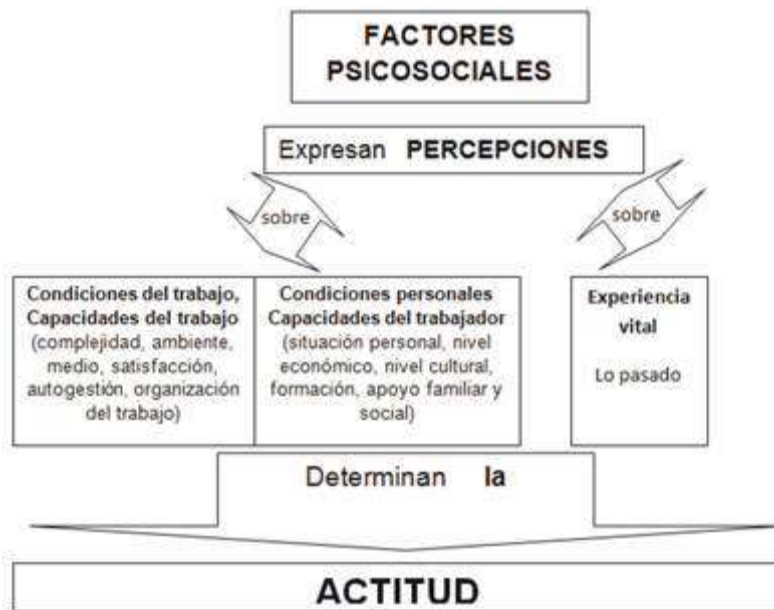 FACTORES
PSICOSOCIALES
Expresan PERCEPCIONES
sobre
sobre
Condiciones del trabajo,
Capacidades del trabajo
(complejidad, ambiente,
medio, satisfacción,
autogestión, organización
del trabajo)
Condiciones personales
Capacidades del trabajador
(situación personal, nivel
económico, nivel cultural,
formación, apoyo familiar y
social)
Experiencia
vital
Lo pasado
Determinan la
ACTITUD